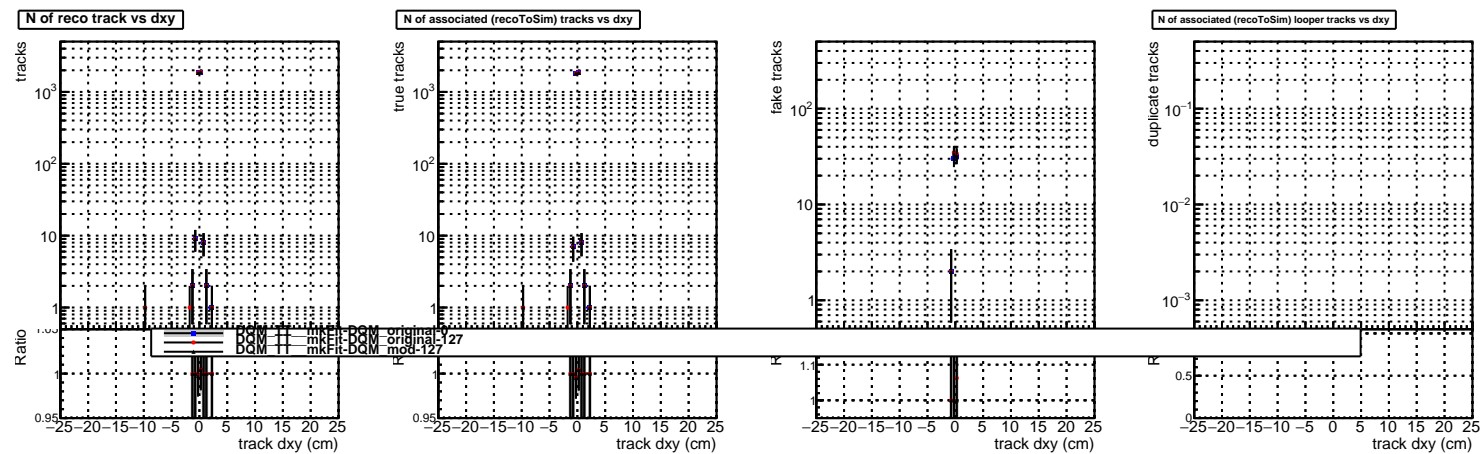 N of reco track vs dxy
tracks
10³
10²
10
1
Ratio
1
0.95
−25 −20 −15 −10 −5 0 5 10 15 20 25
track dxy (cm)
N of associated (recoToSim) tracks vs dxy
true tracks
10³
10²
10
1
1
0.95
−25 −20 −15 −10 −5 0 5 10 15 20 25
track dxy (cm)
fake tracks
10²
10
1
1.1
1
−25 −20 −15 −10 −5 0 5 10 15 20 25
track dxy (cm)
N of associated (recoToSim) looper tracks vs dxy
duplicate tracks
10⁻¹
10⁻²
10⁻³
0.5
0
−25 −20 −15 −10 −5 0 5 10 15 20 25
track dxy (cm)
DQM_TT__mkFit-DQM_original-0
DQM_TT__mkFit-DQM_original-127
DQM_TT__mkFit-DQM_mod-127